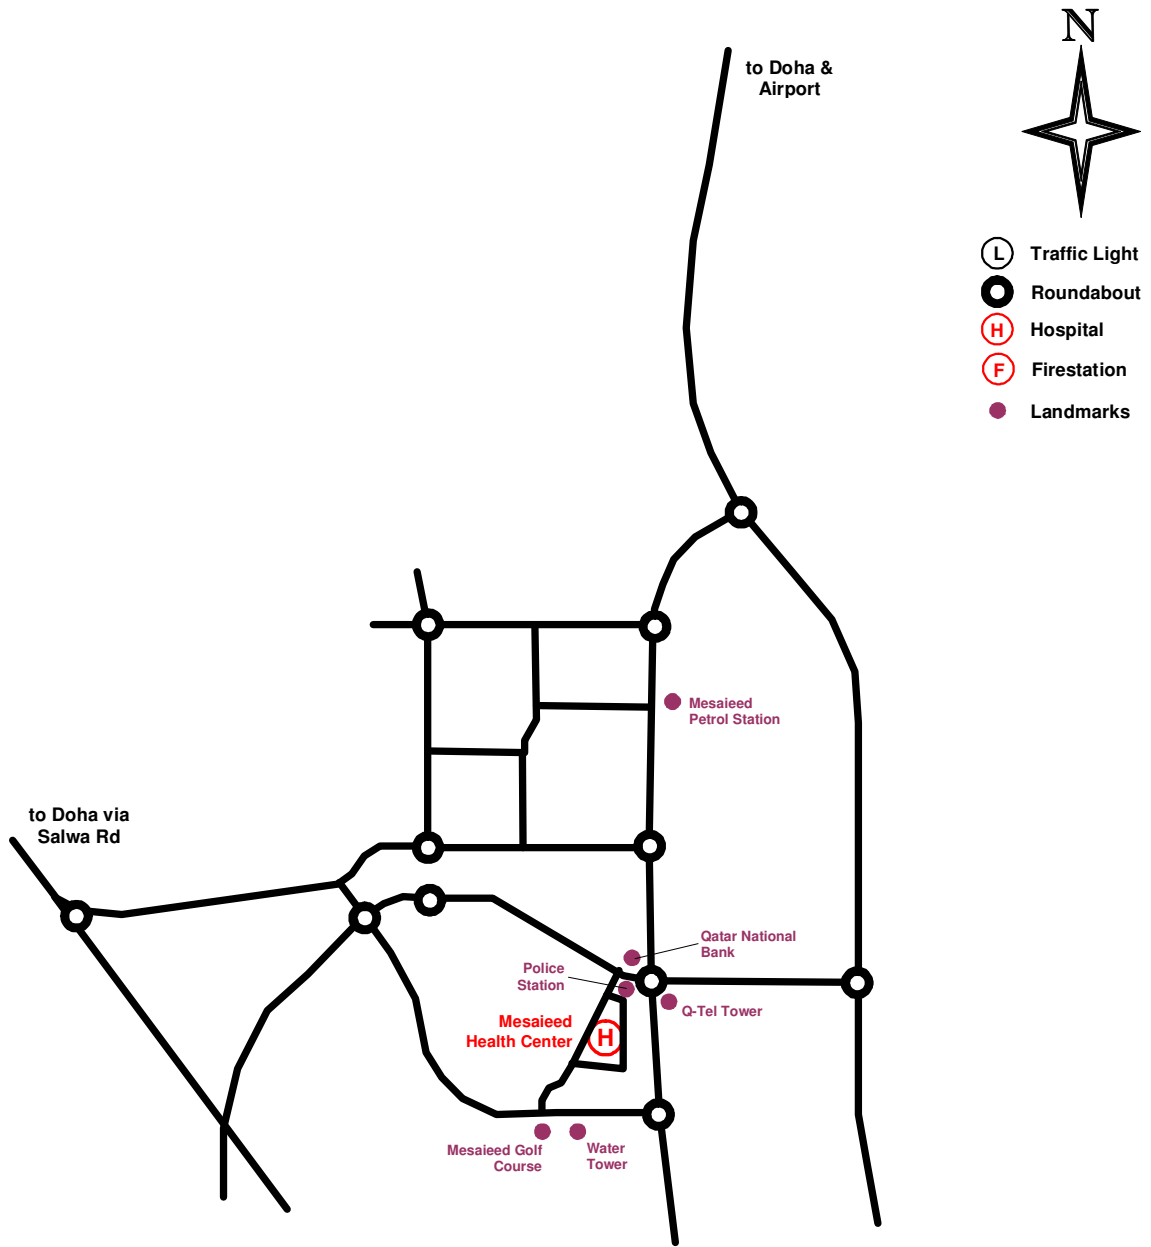 N
to Doha &
Airport
L Traffic Light
Roundabout
H Hospital
F Firestation
Landmarks
Mesaieed
Petrol Station
to Doha via
Salwa Rd
Qatar National
Bank
Police
Station
Q-Tel Tower
Mesaieed
Health Center
H
Mesaieed Golf
Course
Water
Tower